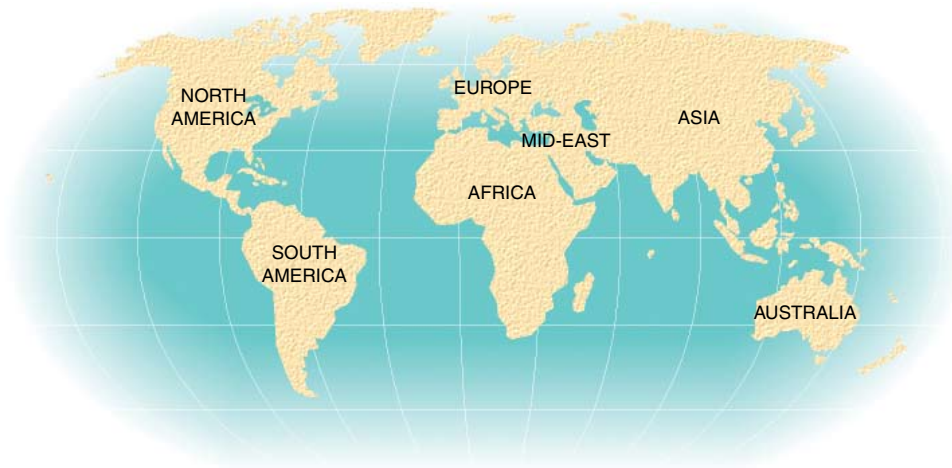 NORTH
AMERICA
EUROPE
ASIA
MID-EAST
AFRICA
SOUTH
AMERICA
AUSTRALIA